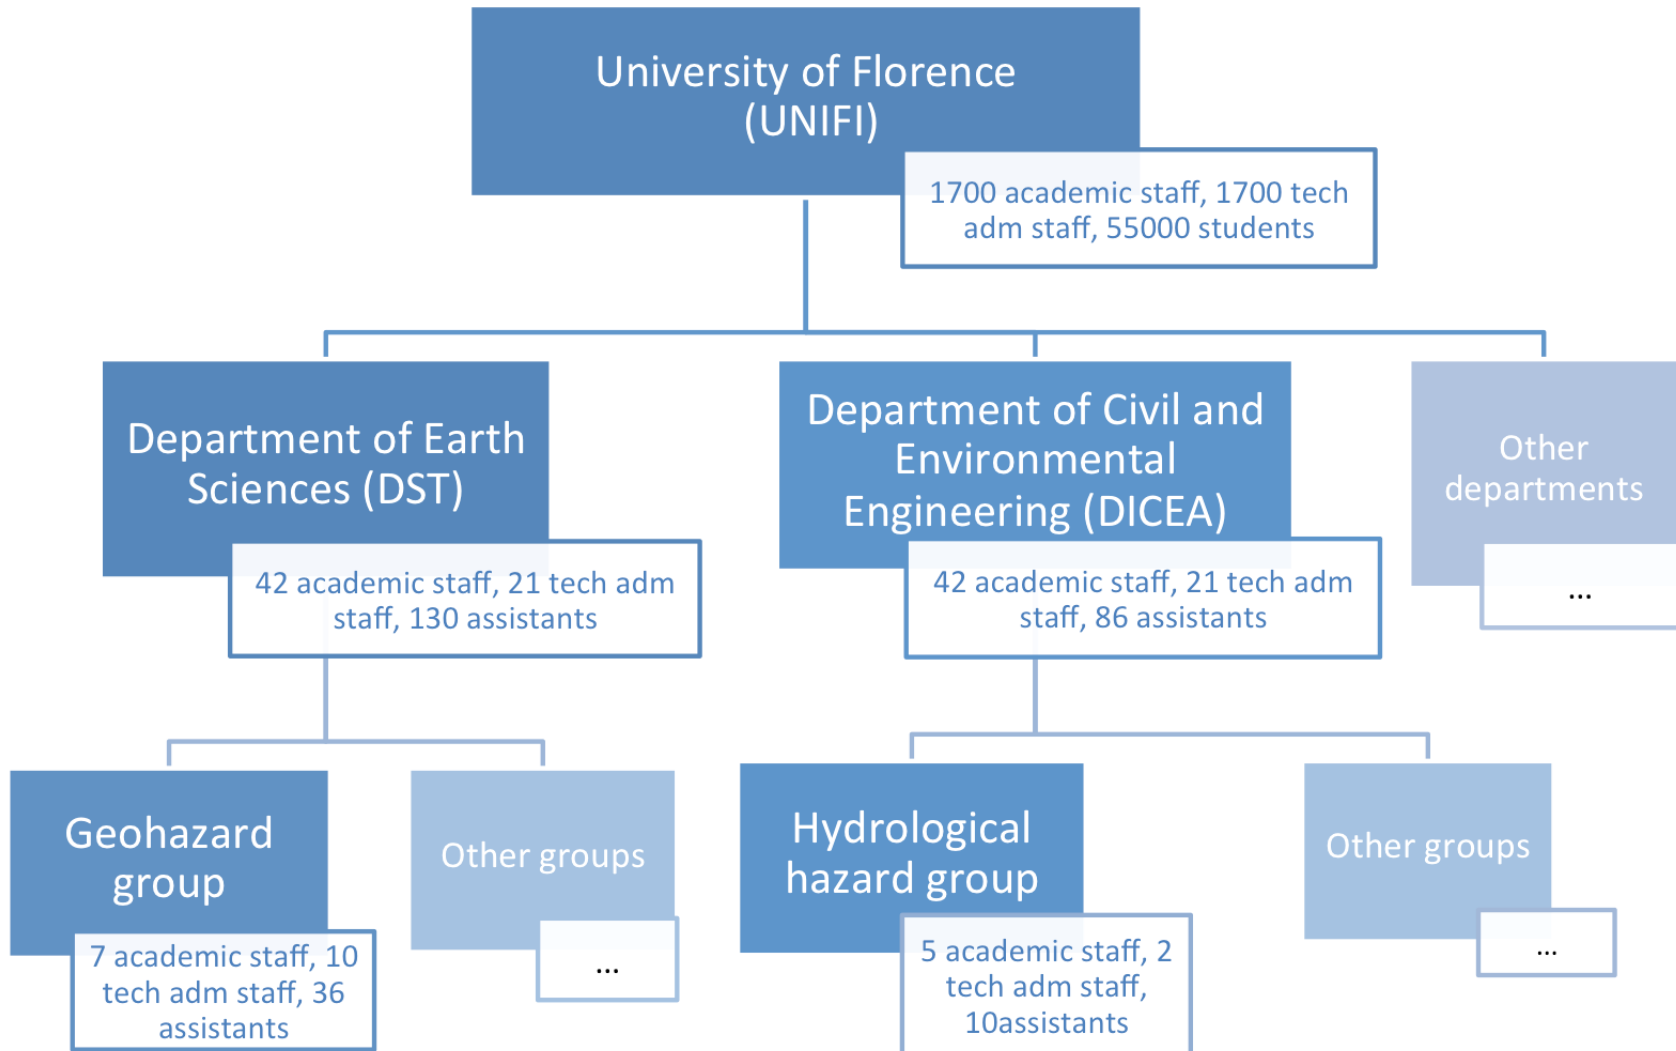 University of Florence
(UNIFI)
1700 academic staff, 1700 tech
adm staff, 55000 students
Department of Earth
Sciences (DST)
42 academic staff, 21 tech adm
staff, 130 assistants
Department of Civil and
Environmental
Engineering (DICEA)
42 academic staff, 21 tech adm
staff, 86 assistants
Other
departments
...
Geohazard
group
7 academic staff, 10
tech adm staff, 36
assistants
Other groups
...
Hydrological
hazard group
5 academic staff, 2
tech adm staff,
10assistants
Other groups
...